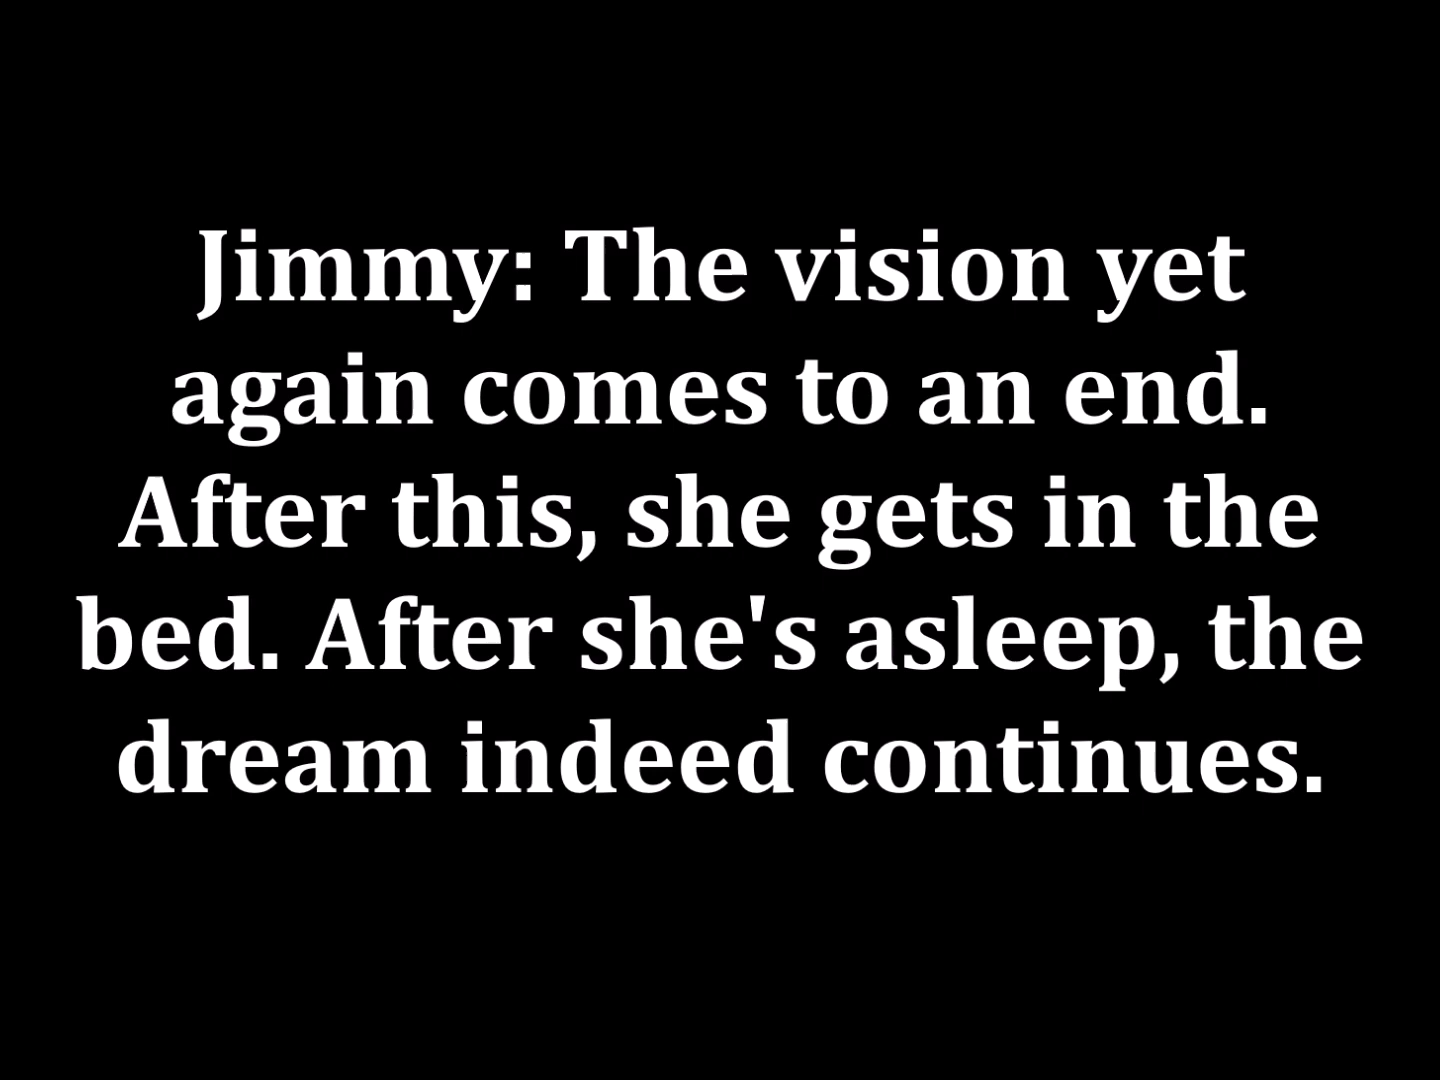 Jimmy: The vision yet
again comes to an end.
After this, she gets in the
bed. After she's asleep, the
dream indeed continues.